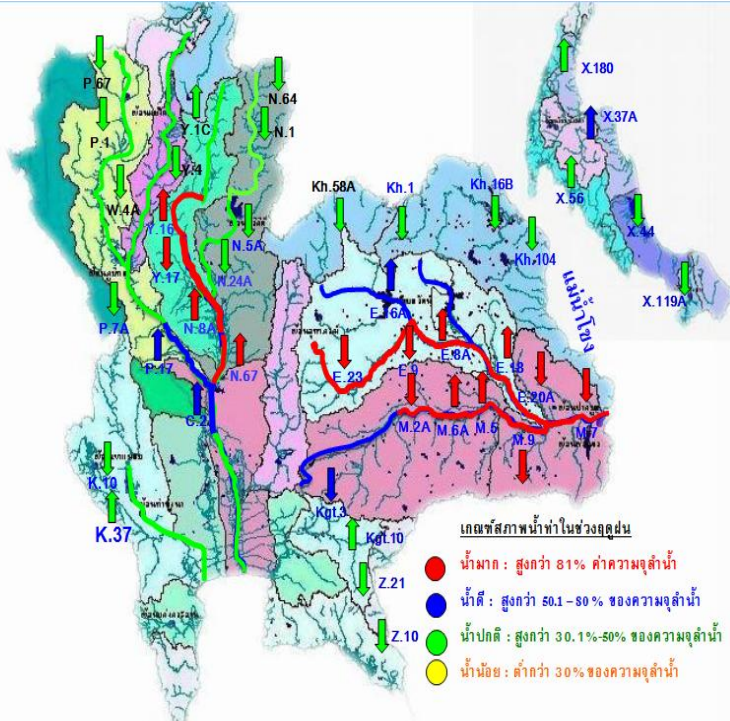 P.67
P.1
W.4A
P.7A
P.17
Y.1C
Y.4
Y.16
Y.17
N.64
N.1
N.5A
N.24A
N.8A
N.67
C.2
K.10
K.37
Kh.58A
Kh.1
Kh.16B
Kh.104
แม่น้ำโขง
E.16A
E.23
E.9
E.8A
E.18
E.20A
M.2A
M.6A
M.5
M.9
M.7
Kgt.3
Kgt.10
Z.21
Z.10
X.180
X.37A
X.56
X.44
X.119A
เกณฑ์สภาพน้ำท่าในช่วงฤดูฝน
น้ำมาก : สูงกว่า 81% ค่าความจุลำน้ำ
น้ำดี : สูงกว่า 50.1 – 80 % ของความจุลำน้ำ
น้ำปกติ : สูงกว่า 30.1%-50% ของความจุลำน้ำ
น้ำน้อย : ต่ำกว่า 30% ของความจุลำน้ำ